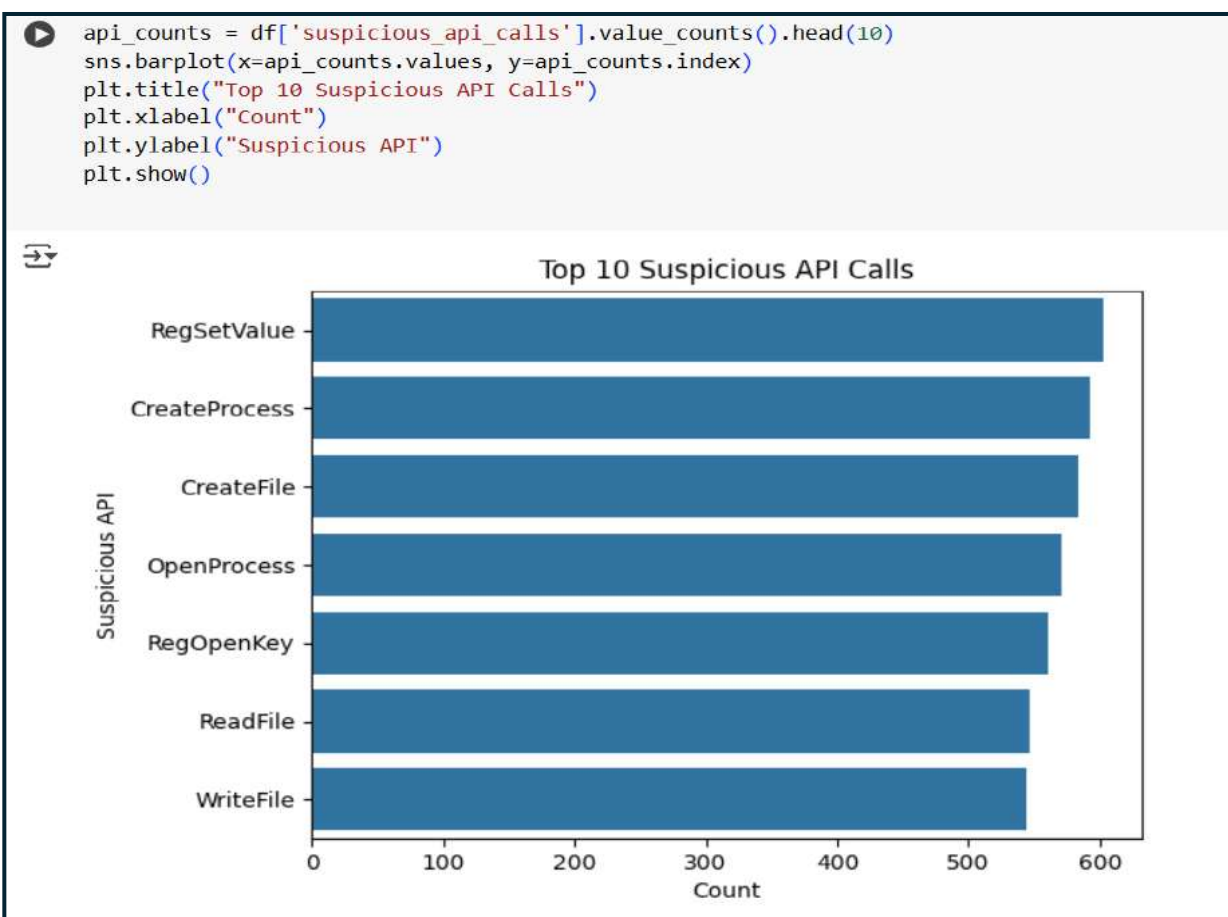 api_counts = df['suspicious_api_calls'].value_counts().head(10)
sns.barplot(x=api_counts.values, y=api_counts.index)
plt.title("Top 10 Suspicious API Calls")
plt.xlabel("Count")
plt.ylabel("Suspicious API")
plt.show()
Top 10 Suspicious API Calls
RegSetValue
CreateProcess
CreateFile
OpenProcess
RegOpenKey
ReadFile
WriteFile
Suspicious API
0 100 200 300 400 500 600
Count